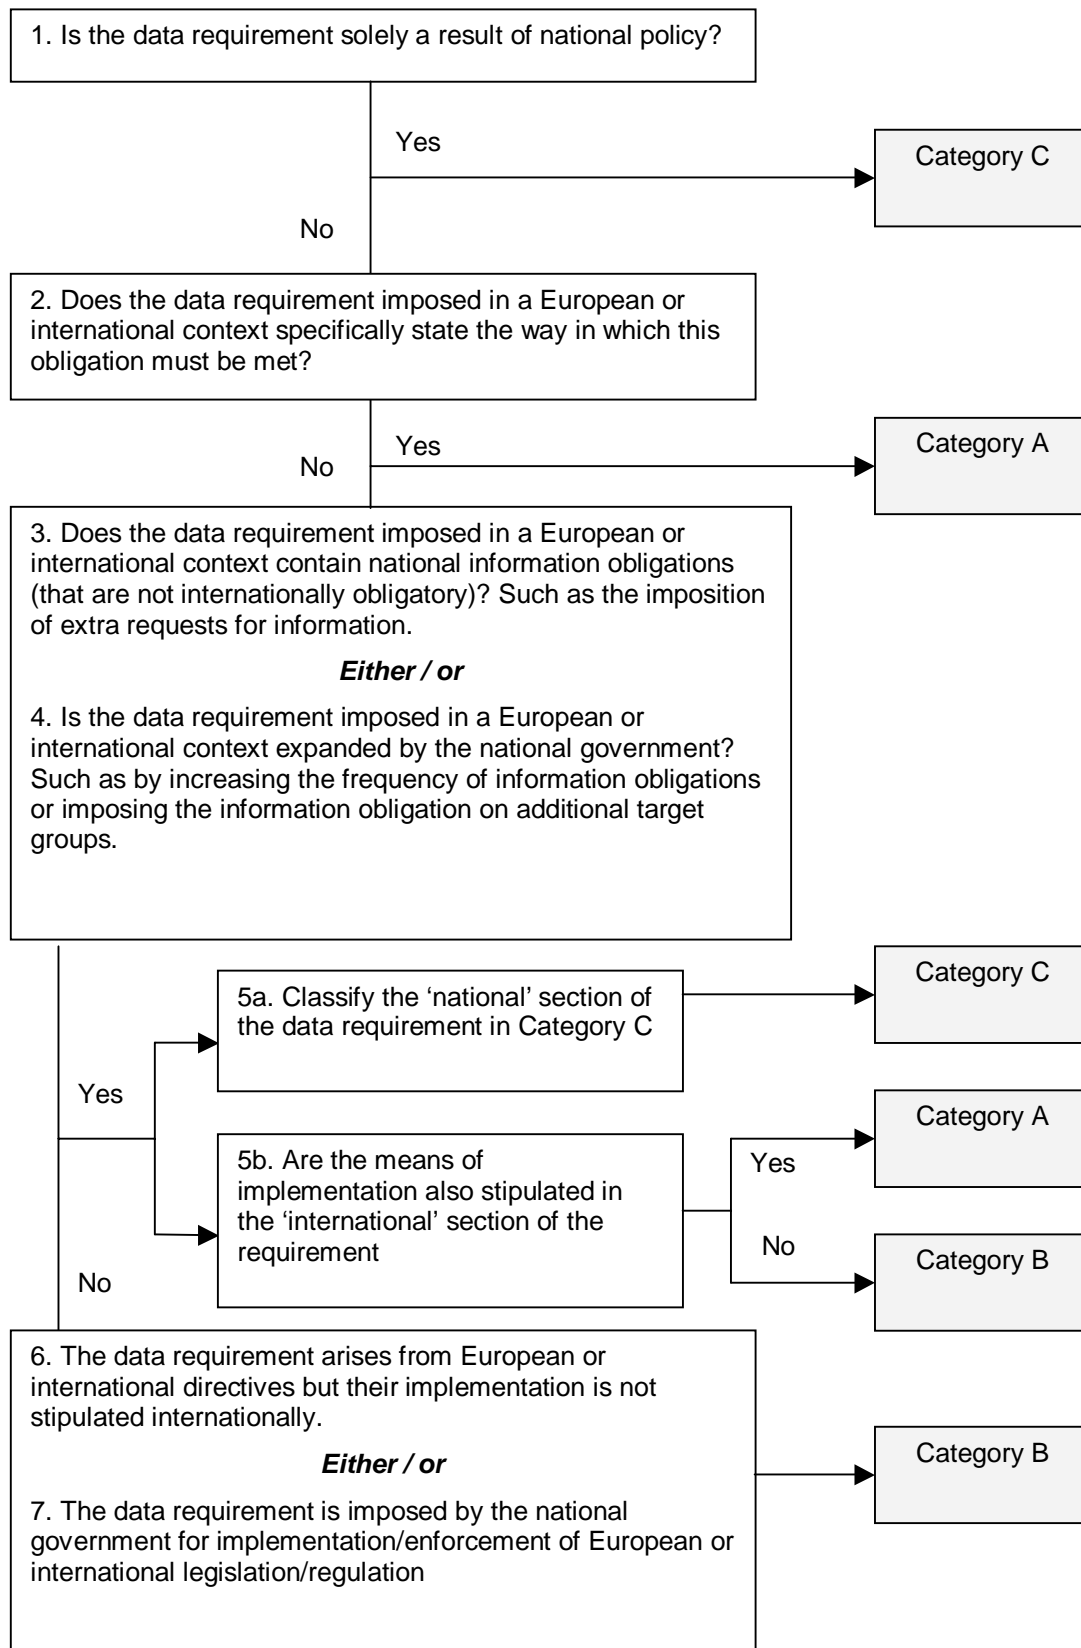 1. Is the data requirement solely a result of national policy?
Yes
Category C
No
2. Does the data requirement imposed in a European or
international context specifically state the way in which this
obligation must be met?
Yes
Category A
No
3. Does the data requirement imposed in a European or
international context contain national information obligations
(that are not internationally obligatory)? Such as the imposition
of extra requests for information.
Either / or
4. Is the data requirement imposed in a European or
international context expanded by the national government?
Such as by increasing the frequency of information obligations
or imposing the information obligation on additional target
groups.
5a. Classify the ‘national’ section of
the data requirement in Category C
Category C
Yes
5b. Are the means of
implementation also stipulated in
the ‘international’ section of the
requirement
Yes
Category A
No
Category B
No
6. The data requirement arises from European or
international directives but their implementation is not
stipulated internationally.
Either / or
7. The data requirement is imposed by the national
government for implementation/enforcement of European or
international legislation/regulation
Category B